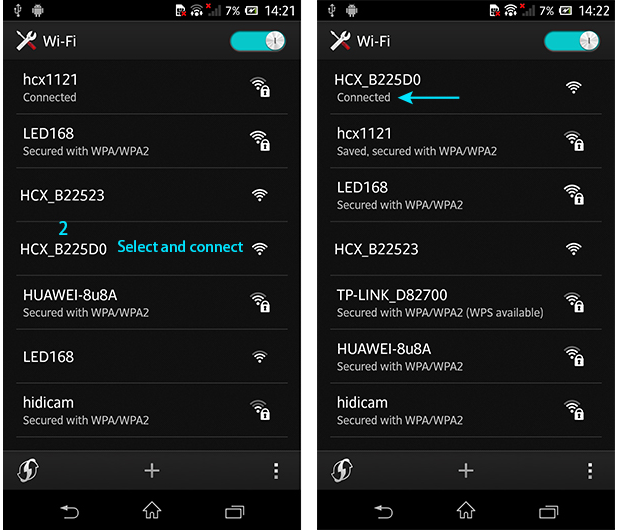 7% 14:21
Wi-Fi
hcx1121
Connected
LED168
Secured with WPA/WPA2
HCX_B22523
2
HCX_B225D0 Select and connect
HUAWEI-8u8A
Secured with WPA/WPA2
LED168
hidicam
Secured with WPA/WPA2
7% 14:22
Wi-Fi
HCX_B225D0
Connected
hcx1121
Saved, secured with WPA/WPA2
LED168
Secured with WPA/WPA2
HCX_B22523
TP-LINK_D82700
Secured with WPA/WPA2 (WPS available)
HUAWEI-8u8A
Secured with WPA/WPA2
hidicam
Secured with WPA/WPA2